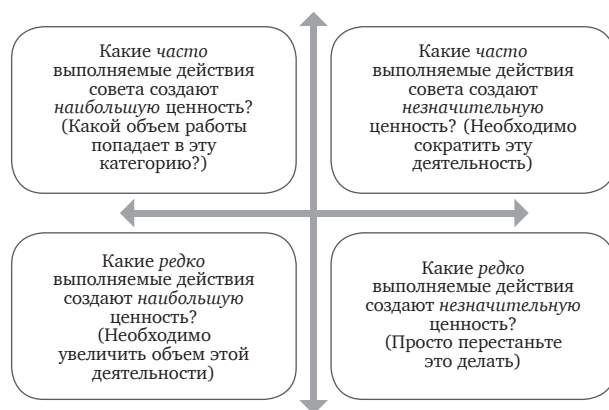 Какие часто
выполняемые действия
совета создают
наибольшую ценность?
(Какой объем работы
попадает в эту
категорию?)
Какие часто
выполняемые действия
совета создают
незначительную
ценность? (Необходимо
сократить эту
деятельность)
Какие редко
выполняемые действия
создают наибольшую
ценность?
(Необходимо
увеличить объем этой
деятельности)
Какие редко
выполняемые действия
создают незначительную
ценность?
(Просто перестаньте
это делать)